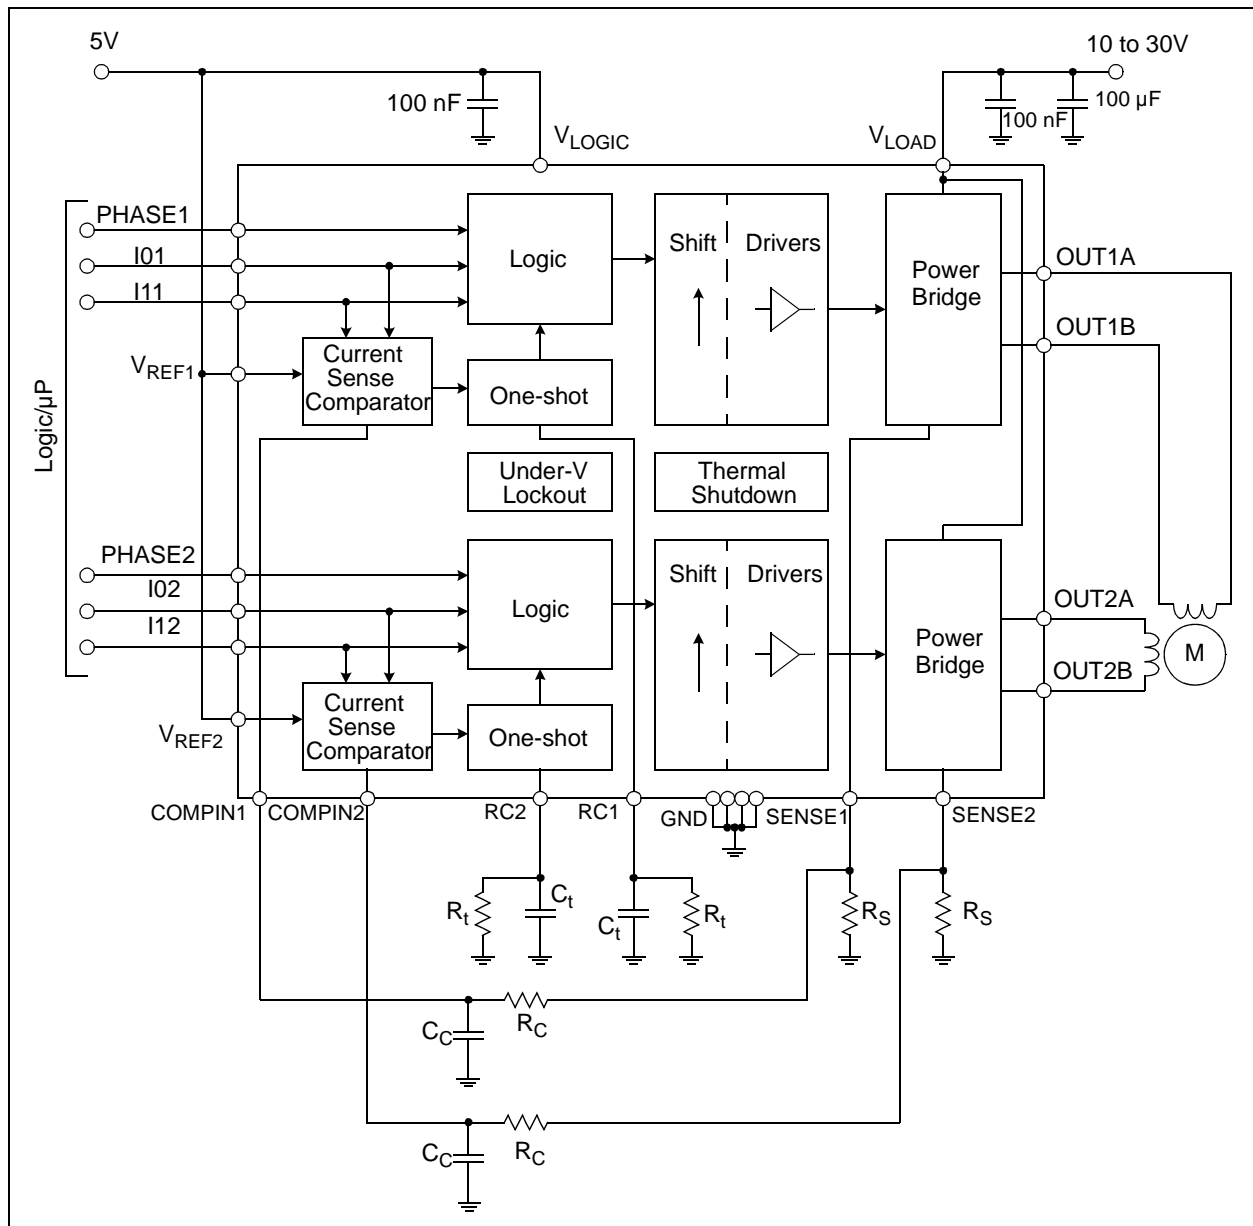 5V
10 to 30V
100 nF
100 nF
100 µF
VLOGIC
VLOAD
PHASE1
I01
I11
VREF1
Logic/µP
Logic
Shift
Drivers
Power
Bridge
OUT1A
OUT1B
Current
Sense
Comparator
One-shot
Under-V
Lockout
Thermal
Shutdown
PHASE2
I02
I12
VREF2
Logic
Shift
Drivers
Power
Bridge
OUT2A
OUT2B
M
Current
Sense
Comparator
One-shot
COMPIN1
COMPIN2
RC2
RC1
GND
SENSE1
SENSE2
Rt
Ct
Ct
Rt
RS
RS
CC
RC
CC
RC